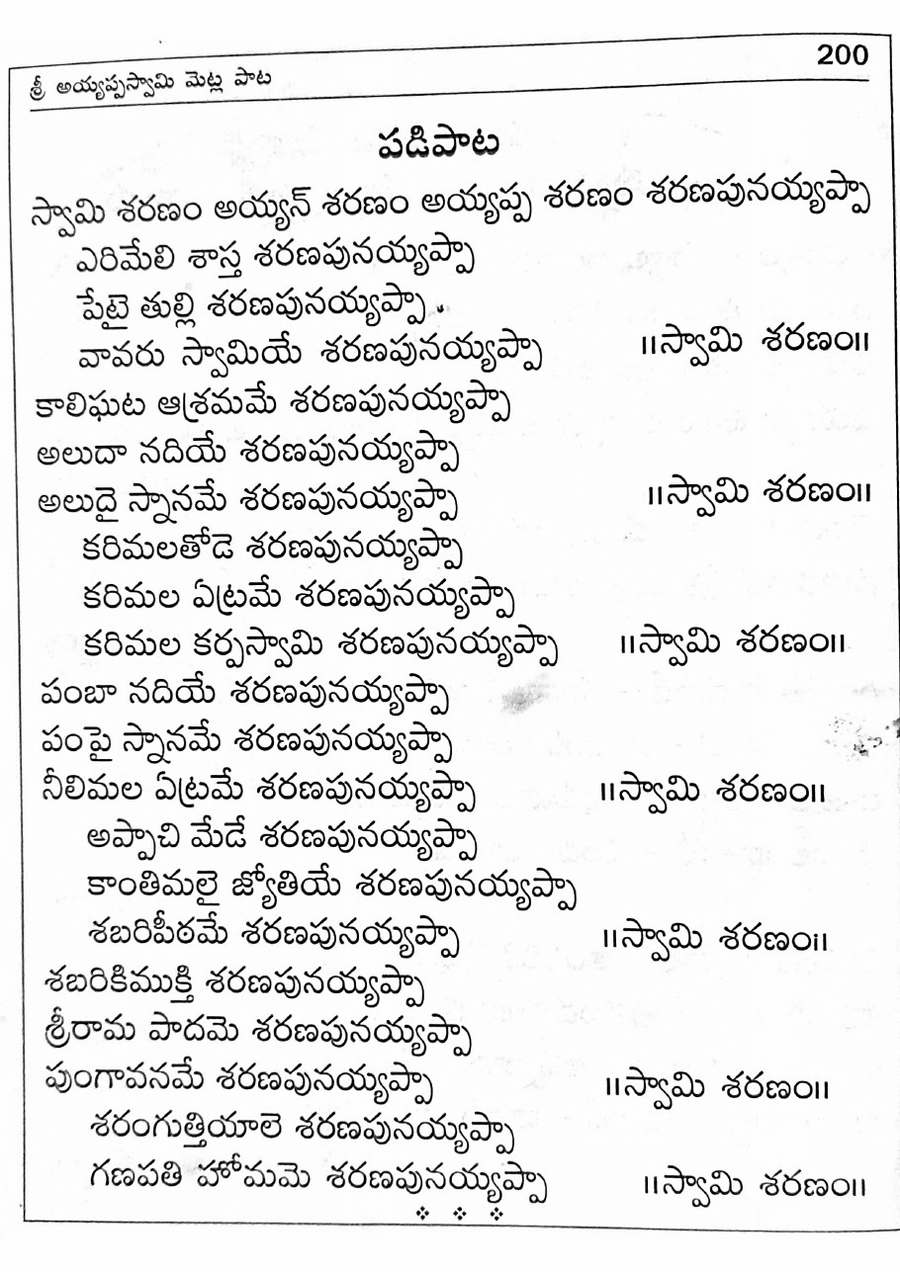 శ్రీ అయ్యప్పస్వామి మెట్ల పాట 200
పడిపాట
స్వామి శరణం అయ్యన్ శరణం అయ్యప్ప శరణం శరణపునయ్యప్పా
ఎరిమేలి శాస్త శరణపునయ్యప్పా
పేటై తుల్లి శరణపునయ్యప్పా
వావరు స్వామియే శరణపునయ్యప్పా ॥స్వామి శరణం॥
కాలిఘట ఆశ్రమమే శరణపునయ్యప్పా
అలుదా నదియే శరణపునయ్యప్పా
అలుదై స్నానమే శరణపునయ్యప్పా ॥స్వామి శరణం॥
కరిమలతోడె శరణపునయ్యప్పా
కరిమల ఏట్రమే శరణపునయ్యప్పా
కరిమల కర్పస్వామి శరణపునయ్యప్పా ॥స్వామి శరణం॥
పంబా నదియే శరణపునయ్యప్పా
పంపై స్నానమే శరణపునయ్యప్పా
నీలిమల ఏట్రమే శరణపునయ్యప్పా ॥స్వామి శరణం॥
అప్పాచి మేడే శరణపునయ్యప్పా
కాంతిమలై జ్యోతియే శరణపునయ్యప్పా
శబరిపీఠమే శరణపునయ్యప్పా ॥స్వామి శరణం॥
శబరికిముక్తి శరణపునయ్యప్పా
శ్రీరామ పాదమె శరణపునయ్యప్పా
పుంగావనమే శరణపునయ్యప్పా ॥స్వామి శరణం॥
శరంగుత్తియాలె శరణపునయ్యప్పా
గణపతి హోమమె శరణపునయ్యప్పా ॥స్వామి శరణం॥